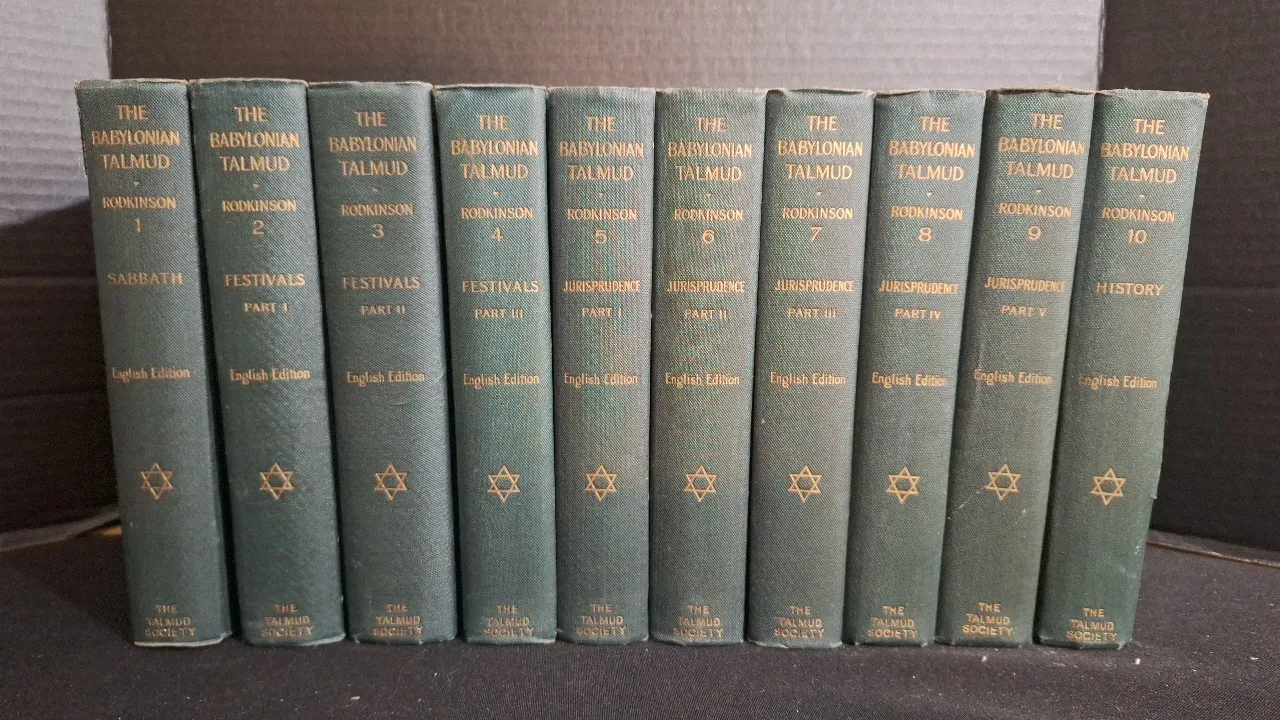 THE
BABYLONIAN
TALMUD
-
RODKINSON
1
SABBATH
English Edition
THE
TALMUD
SOCIETY
THE
BABYLONIAN
TALMUD
-
RODKINSON
2
FESTIVALS
PART I
English Edition
THE
TALMUD
SOCIETY
THE
BABYLONIAN
TALMUD
-
RODKINSON
3
FESTIVALS
PART II
English Edition
THE
TALMUD
SOCIETY
THE
BABYLONIAN
TALMUD
-
RODKINSON
4
FESTIVALS
PART III
English Edition
THE
TALMUD
SOCIETY
THE
BABYLONIAN
TALMUD
-
RODKINSON
5
JURISPRUDENCE
PART I
English Edition
THE
TALMUD
SOCIETY
THE
BABYLONIAN
TALMUD
-
RODKINSON
6
JURISPRUDENCE
PART II
English Edition
THE
TALMUD
SOCIETY
THE
BABYLONIAN
TALMUD
-
RODKINSON
7
JURISPRUDENCE
PART III
English Edition
THE
TALMUD
SOCIETY
THE
BABYLONIAN
TALMUD
-
RODKINSON
8
JURISPRUDENCE
PART IV
English Edition
THE
TALMUD
SOCIETY
THE
BABYLONIAN
TALMUD
-
RODKINSON
9
JURISPRUDENCE
PART V
English Edition
THE
TALMUD
SOCIETY
THE
BABYLONIAN
TALMUD
-
RODKINSON
10
HISTORY
English Edition
THE
TALMUD
SOCIETY